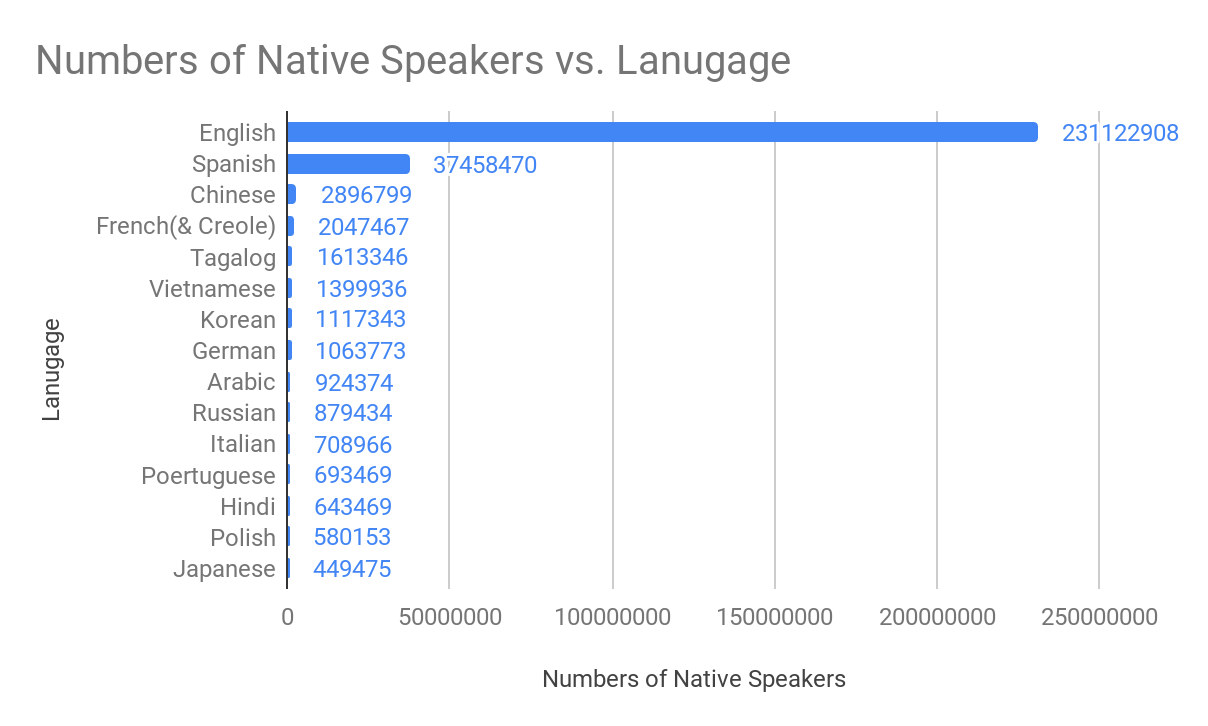 Numbers of Native Speakers vs. Lanugage
English 231122908
Spanish 37458470
Chinese 2896799
French(& Creole) 2047467
Tagalog 1613346
Vietnamese 1399936
Korean 1117343
German 1063773
Arabic 924374
Russian 879434
Italian 708966
Poertuguese 693469
Hindi 643469
Polish 580153
Japanese 449475
Lanugage
0 50000000 100000000 150000000 200000000 250000000
Numbers of Native Speakers